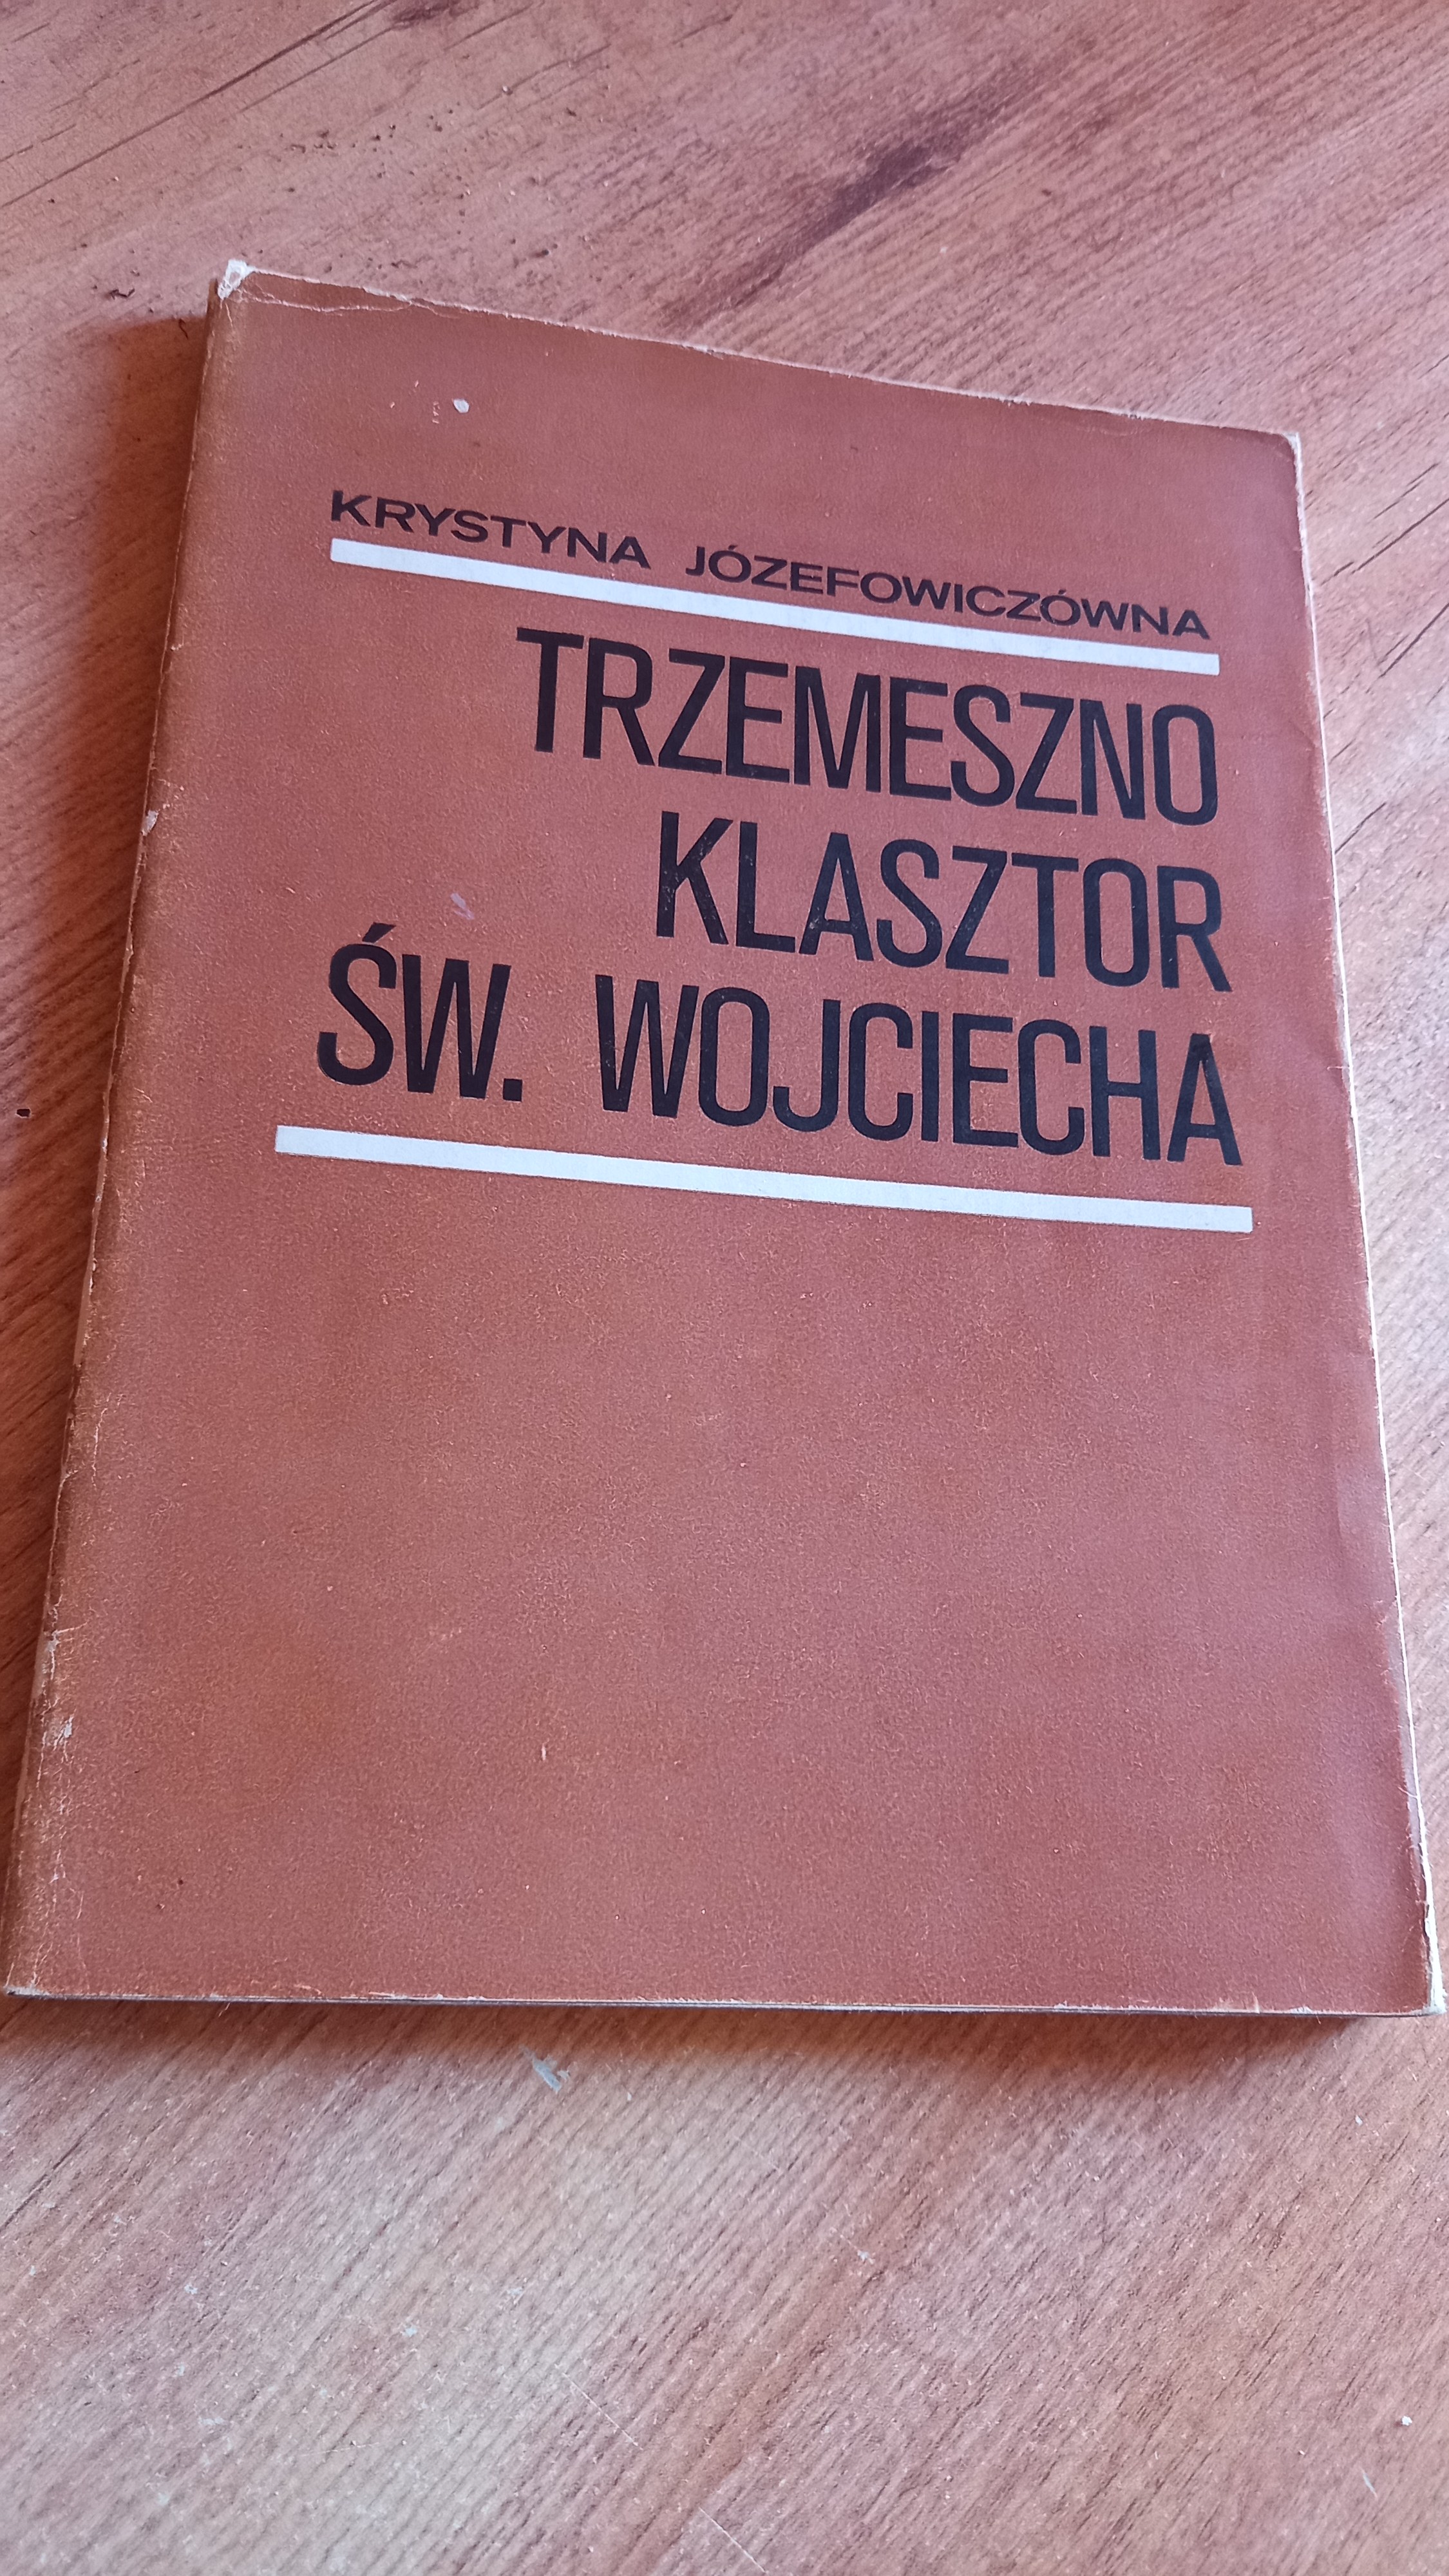 KRYSTYNA JÓZEFOWICZÓWNA
TRZEMESZNO
KLASZTOR
ŚW. WOJCIECHA